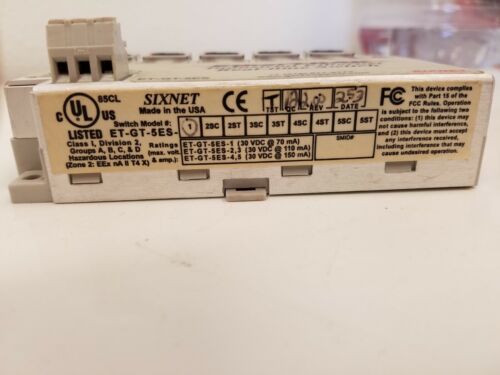 C UL US 85CL
LISTED
SIXNET
Made in the USA
CE
TST QC REV DATE
Switch Model #:
ET-GT-5ES-
1 2SC 2ST 3SC 3ST 4SC 4ST 5SC 5ST
Class I, Division 2,
Groups A, B, C, & D
Hazardous Locations
(Zone 2: EEx nA II T4 X)
Ratings
(max. volt.
& amp.):
ET-GT-5ES-1 (30 VDC @ 70 mA)
ET-GT-5ES-2,3 (30 VDC @ 110 mA)
ET-GT-5ES-4,5 (30 VDC @ 150 mA)
SMID#
FC
This device complies
with Part 15 of the
FCC Rules. Operation
is subject to the following
two conditions: (1) this device
may not cause harmful interference,
and (2) this device must accept
any interference received,
including interference that may
cause undesired operation.